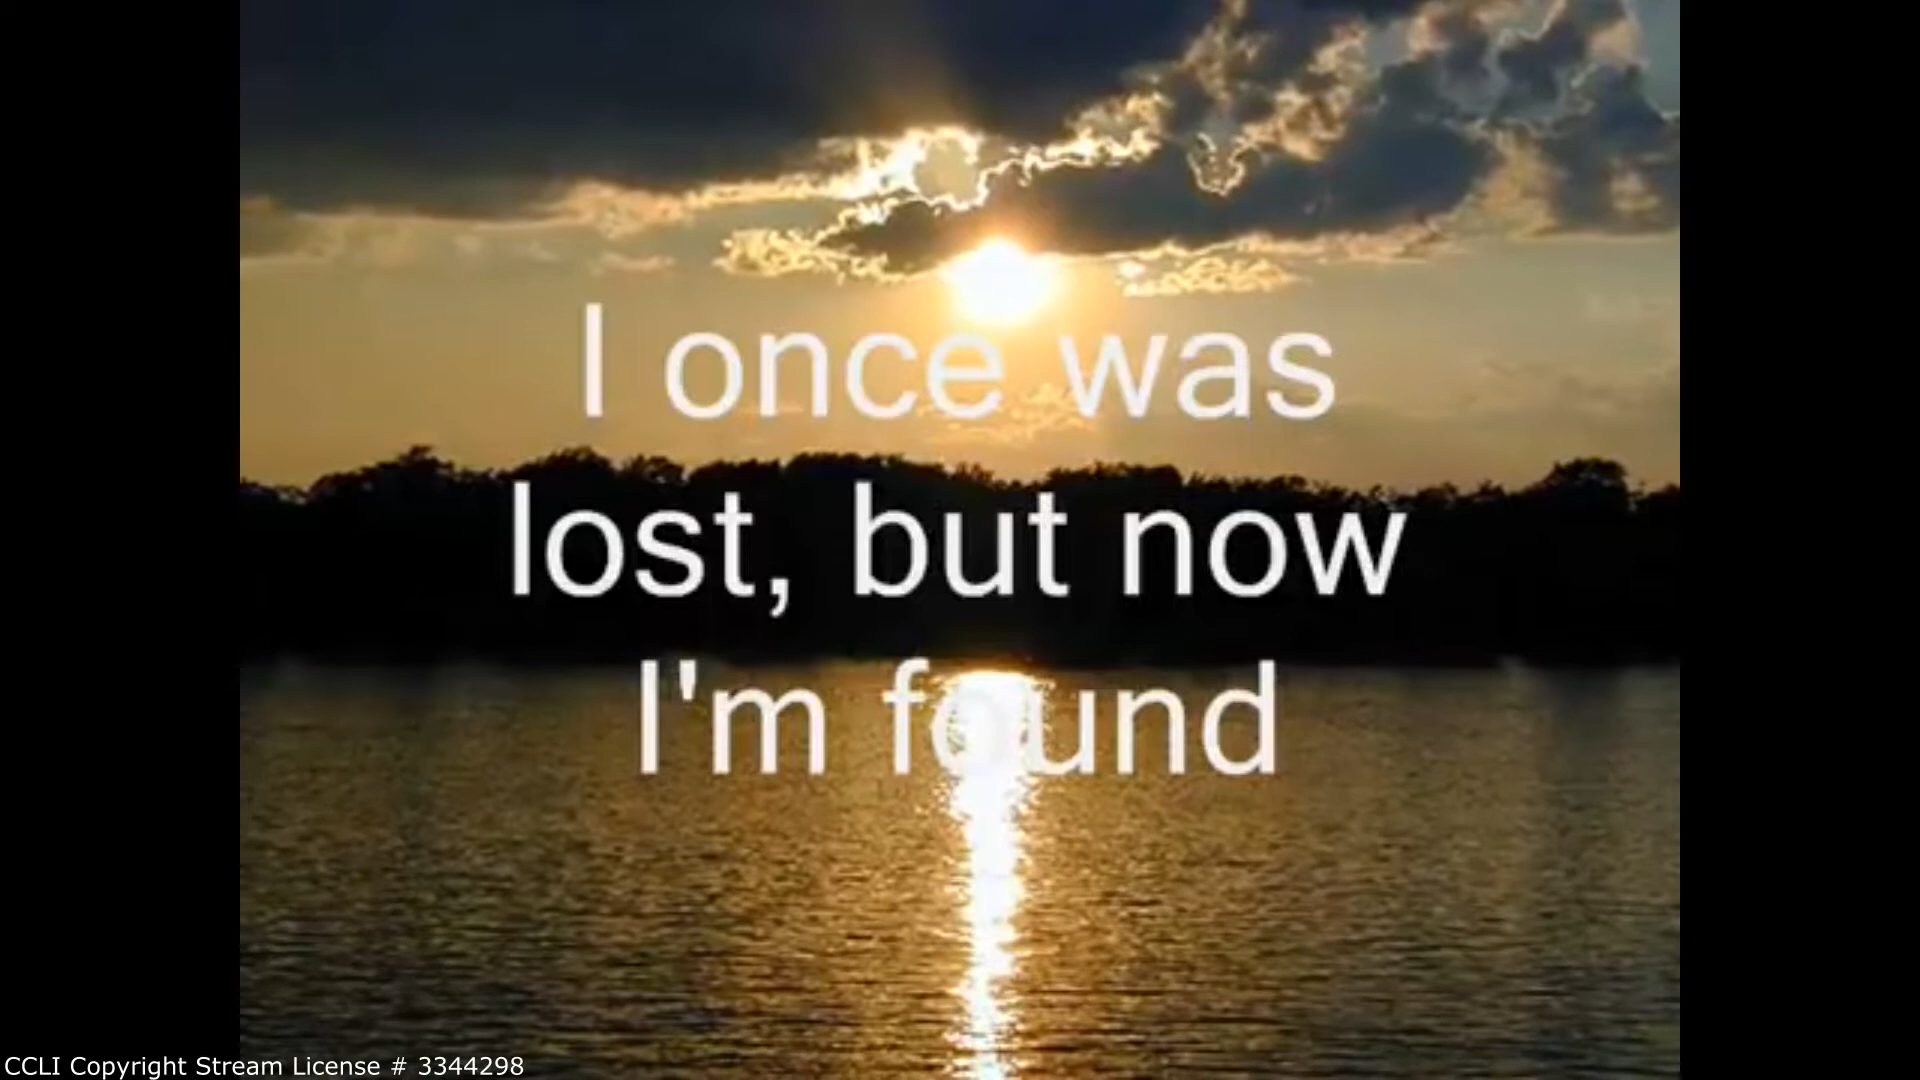 I once was
lost, but now
I'm found
CCLI Copyright Stream License # 3344298